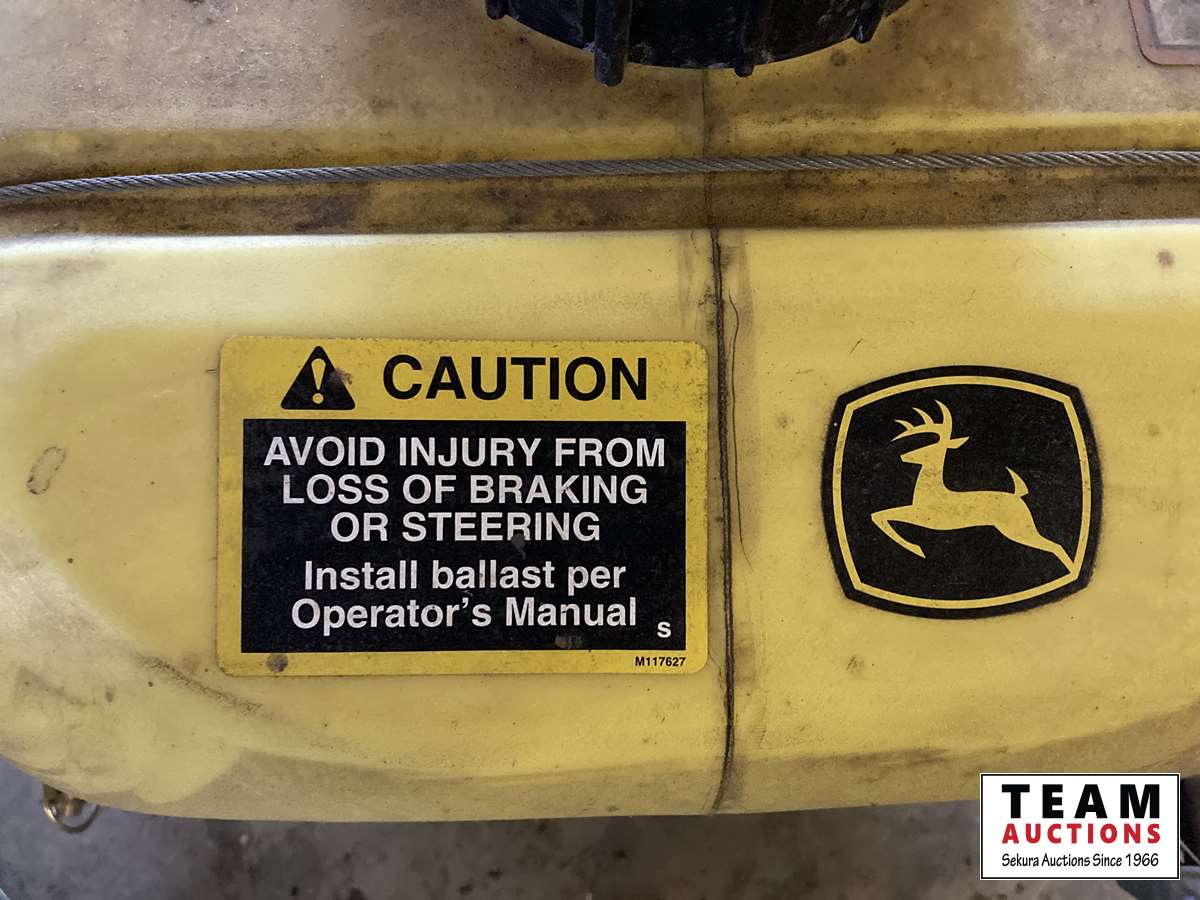 CAUTION
AVOID INJURY FROM
LOSS OF BRAKING
OR STEERING
Install ballast per
Operator's Manual
S
M117627
TEAM
AUCTIONS
Sekura Auctions Since 1966